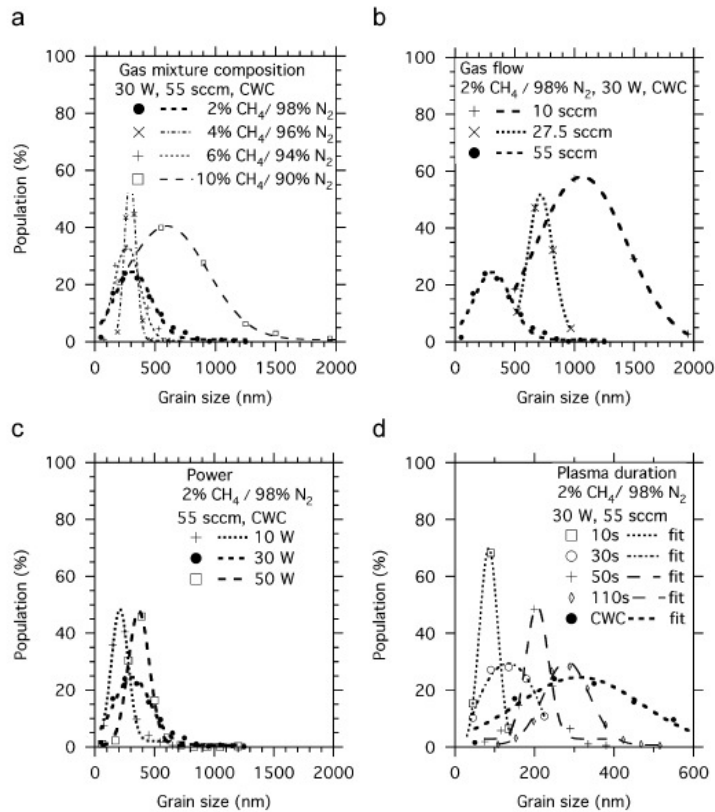 a
100
80
60
40
20
0
Population (%)
Gas mixture composition
30 W, 55 sccm, CWC
2% CH₄/ 98% N₂
4% CH₄/ 96% N₂
6% CH₄/ 94% N₂
10% CH₄/ 90% N₂
0 500 1000 1500 2000
Grain size (nm)
b
100
80
60
40
20
0
Population (%)
Gas flow
2% CH₄ / 98% N₂, 30 W, CWC
10 sccm
27.5 sccm
55 sccm
0 500 1000 1500 2000
Grain size (nm)
c
100
80
60
40
20
0
Population (%)
Power
2% CH₄ / 98% N₂
55 sccm, CWC
10 W
30 W
50 W
0 500 1000 1500 2000
Grain size (nm)
d
100
80
60
40
20
0
Population (%)
Plasma duration
2% CH₄/ 98% N₂
30 W, 55 sccm
10s fit
30s fit
50s fit
110s fit
CWC fit
0 200 400 600
Grain size (nm)